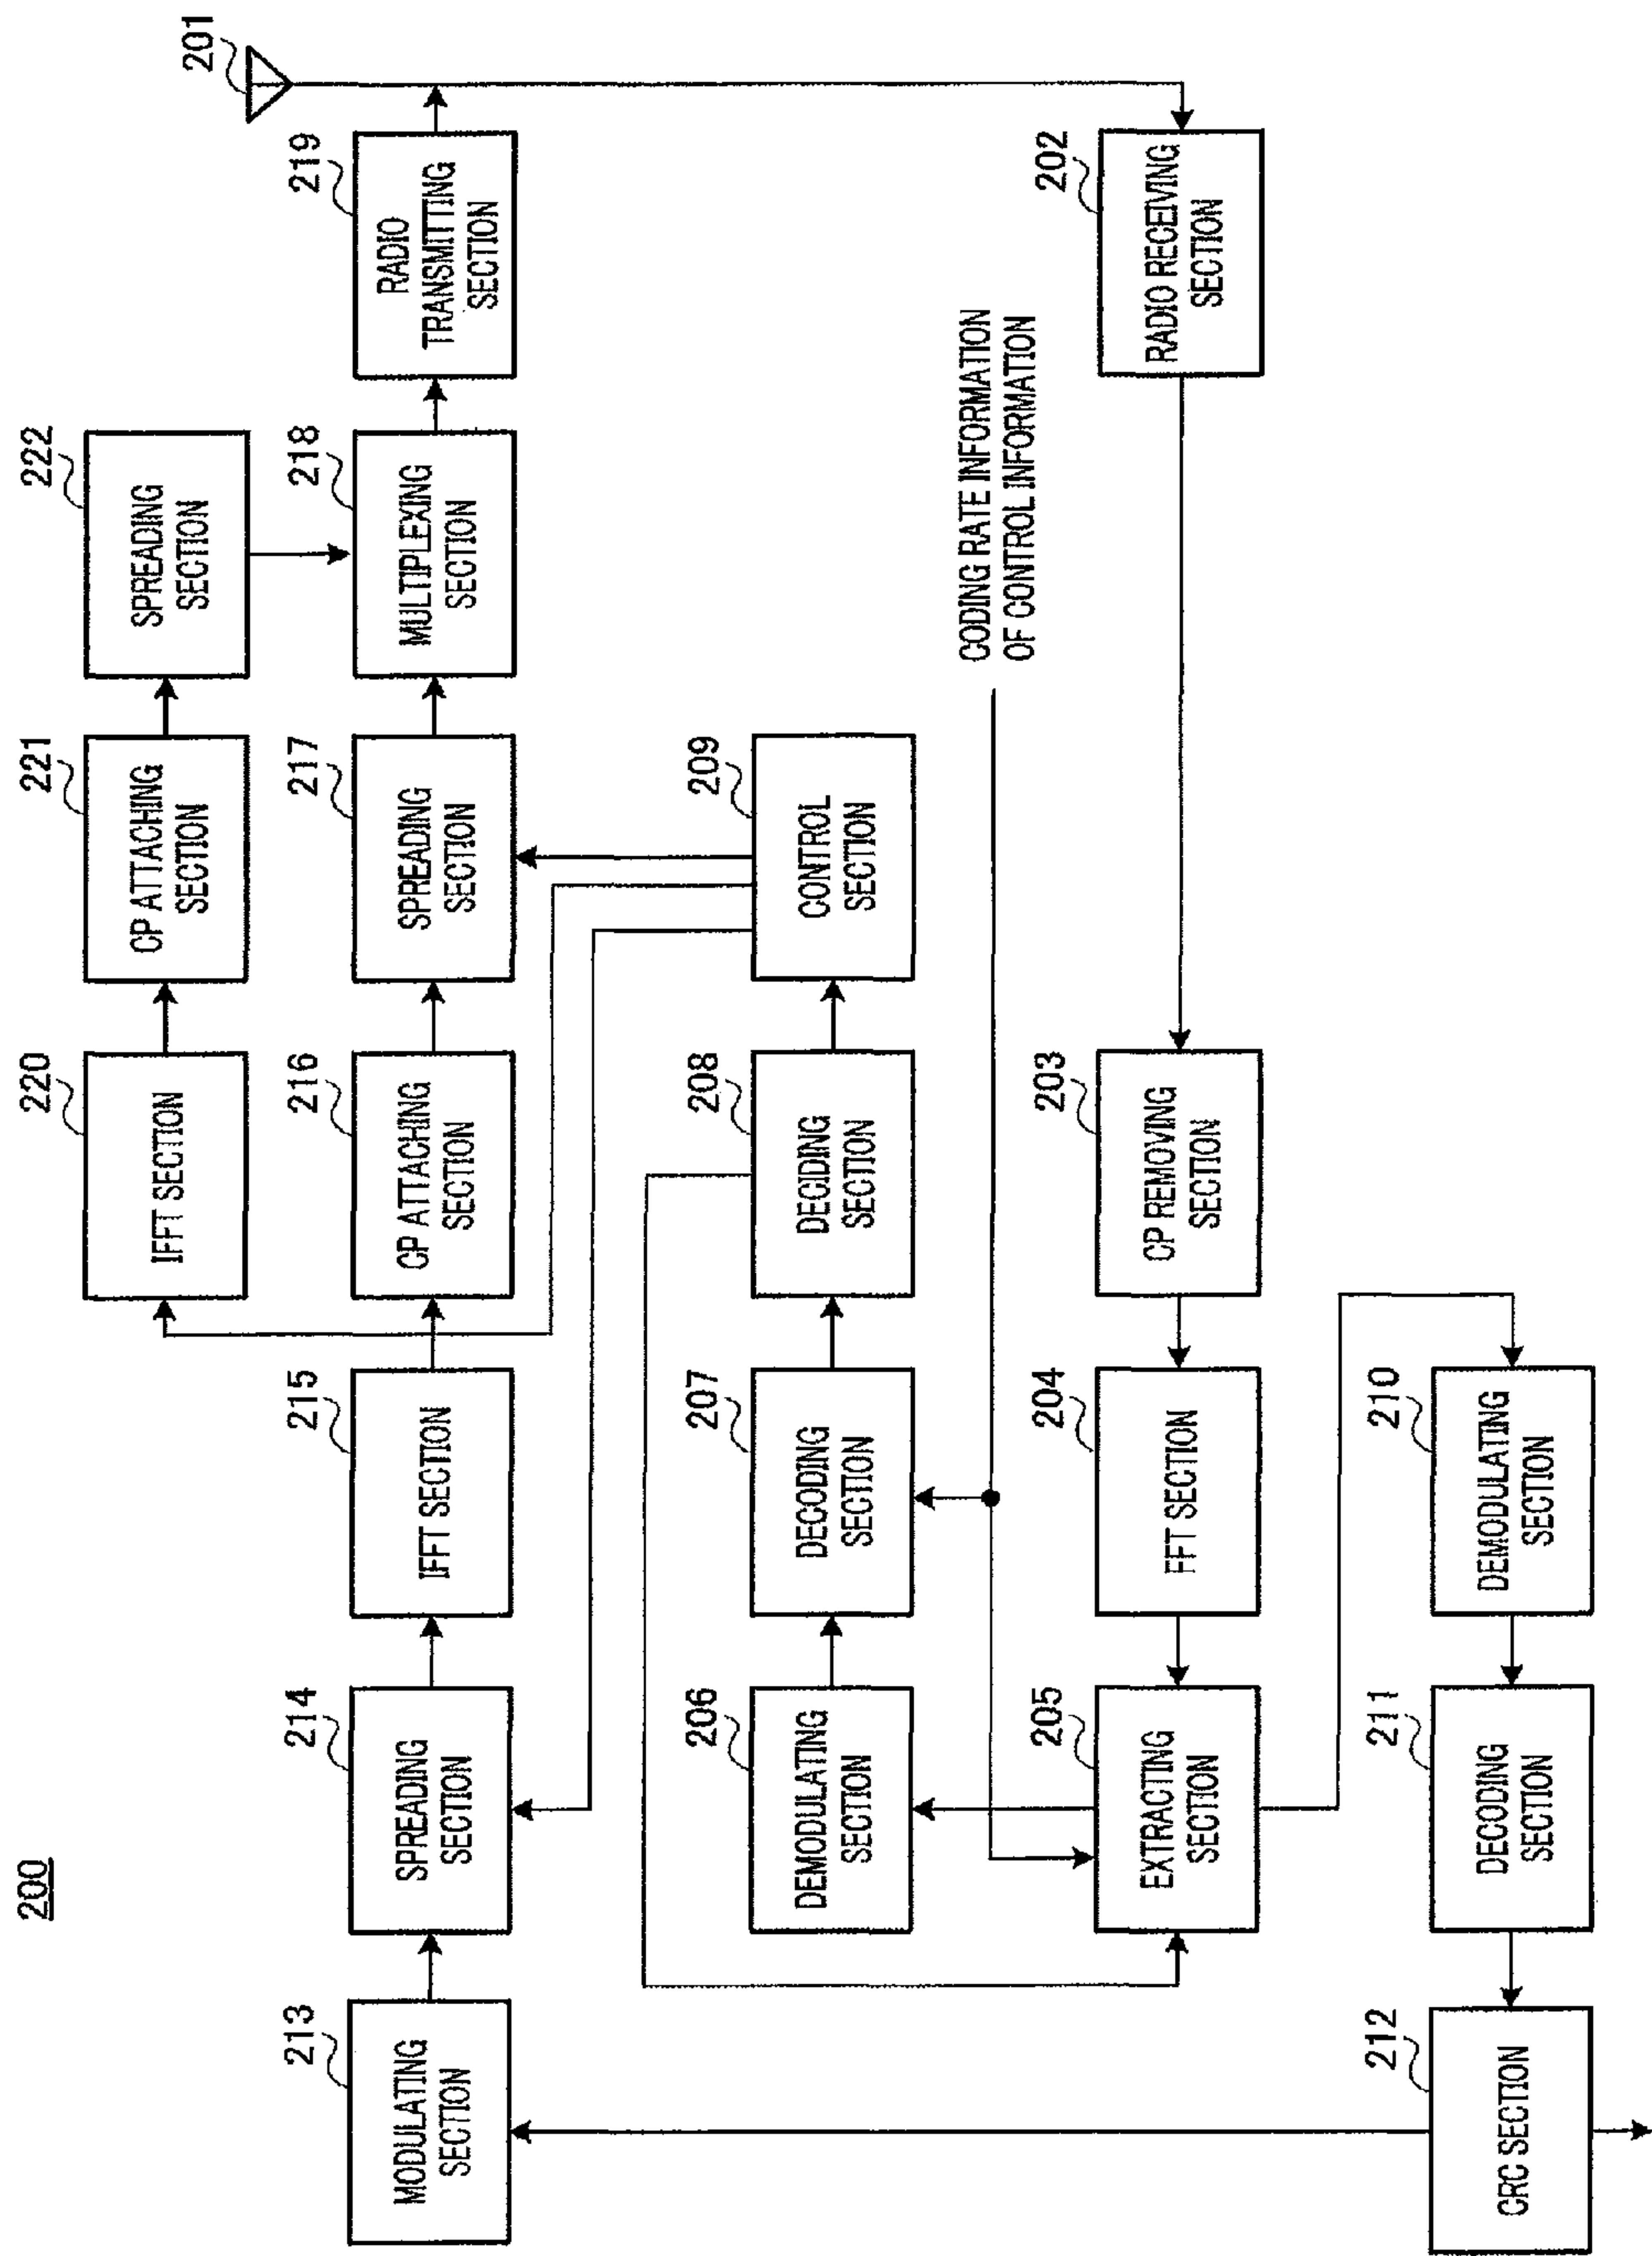 200
201
222
SPREADING
SECTION
221
CP ATTACHING
SECTION
220
IFFT SECTION
219
RADIO
TRANSMITTING
SECTION
218
MULTIPLEXING
SECTION
217
SPREADING
SECTION
216
CP ATTACHING
SECTION
215
IFFT SECTION
214
SPREADING
SECTION
213
MODULATING
SECTION
209
CONTROL
SECTION
208
DECIDING
SECTION
207
DECODING
SECTION
206
DEMODULATING
SECTION
CODING RATE INFORMATION
OF CONTROL INFORMATION
202
RADIO RECEIVING
SECTION
203
CP REMOVING
SECTION
204
FFT SECTION
205
EXTRACTING
SECTION
210
DEMODULATING
SECTION
211
DECODING
SECTION
212
CRC SECTION